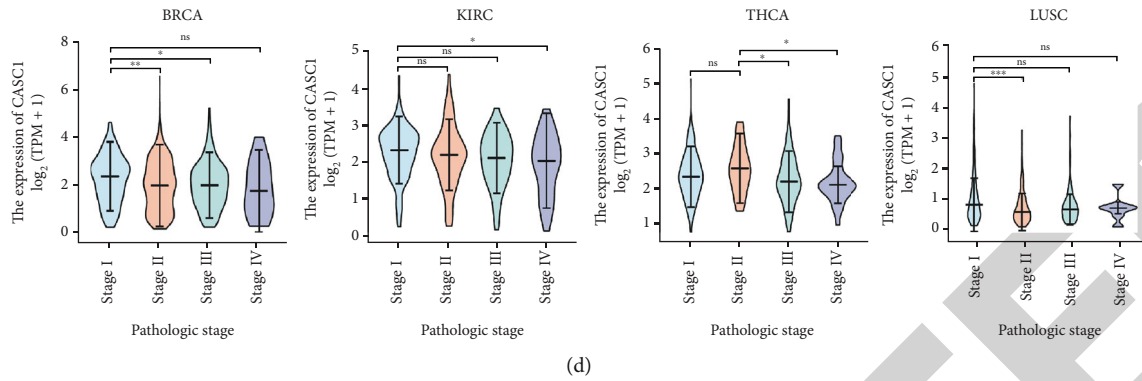 BRCA
The expression of CASC1
log2 (TPM + 1)
8
6
4
2
0
ns
*
**
Stage I
Stage II
Stage III
Stage IV
Pathologic stage
KIRC
The expression of CASC1
log2 (TPM + 1)
5
4
3
2
1
0
*
ns
ns
Stage I
Stage II
Stage III
Stage IV
Pathologic stage
THCA
The expression of CASC1
log2 (TPM + 1)
6
5
4
3
2
1
*
ns
*
Stage I
Stage II
Stage III
Stage IV
Pathologic stage
LUSC
The expression of CASC1
log2 (TPM + 1)
6
5
4
3
2
1
0
ns
ns
***
Stage I
Stage II
Stage III
Stage IV
Pathologic stage
(d)